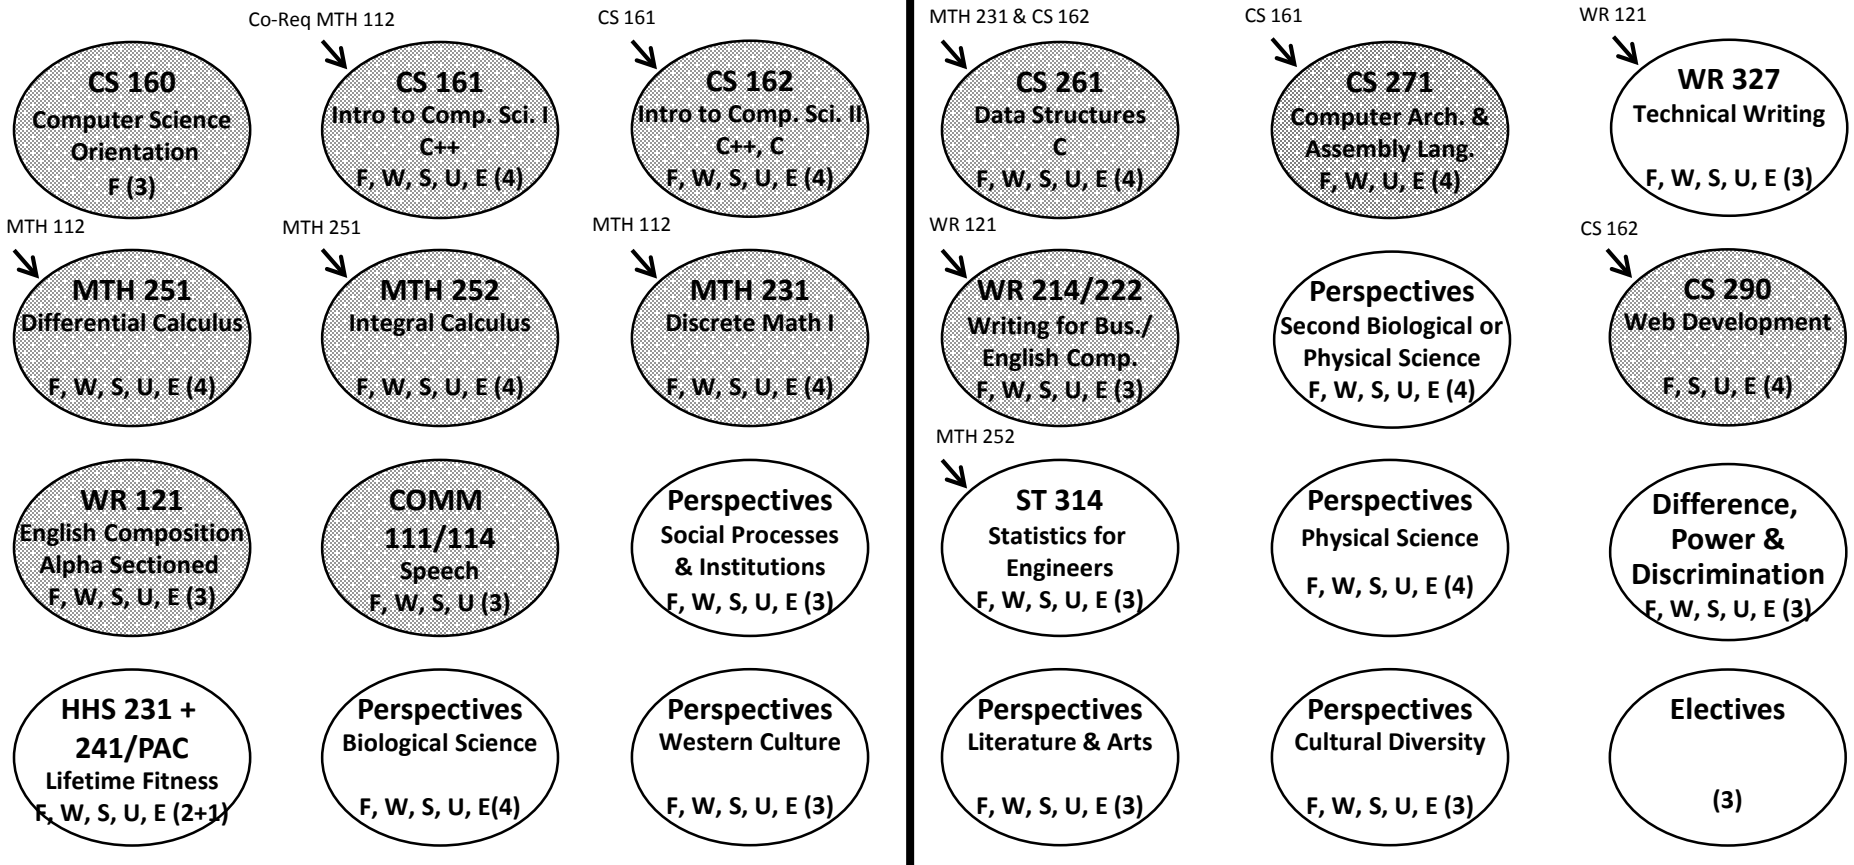 Co-Req MTH 112
CS 161
CS 160
Computer Science
Orientation
F (3)
CS 161
Intro to Comp. Sci. I
C++
F, W, S, U, E (4)
CS 162
Intro to Comp. Sci. II
C++, C
F, W, S, U, E (4)
MTH 112
MTH 251
MTH 112
MTH 251
Differential Calculus
F, W, S, U, E (4)
MTH 252
Integral Calculus
F, W, S, U, E (4)
MTH 231
Discrete Math I
F, W, S, U, E (4)
WR 121
English Composition
Alpha Sectioned
F, W, S, U, E (3)
COMM
111/114
Speech
F, W, S, U (3)
Perspectives
Social Processes
& Institutions
F, W, S, U, E (3)
HHS 231 +
241/PAC
Lifetime Fitness
F, W, S, U, E (2+1)
Perspectives
Biological Science
F, W, S, U, E(4)
Perspectives
Western Culture
F, W, S, U, E (3)
MTH 231 & CS 162
CS 161
WR 121
CS 261
Data Structures
C
F, W, S, U, E (4)
CS 271
Computer Arch. &
Assembly Lang.
F, W, U, E (4)
WR 327
Technical Writing
F, W, S, U, E (3)
WR 121
CS 162
WR 214/222
Writing for Bus./
English Comp.
F, W, S, U, E (3)
Perspectives
Second Biological or
Physical Science
F, W, S, U, E (4)
CS 290
Web Development
F, S, U, E (4)
MTH 252
ST 314
Statistics for
Engineers
F, W, S, U, E (3)
Perspectives
Physical Science
F, W, S, U, E (4)
Difference,
Power &
Discrimination
F, W, S, U, E (3)
Perspectives
Literature & Arts
F, W, S, U, E (3)
Perspectives
Cultural Diversity
F, W, S, U, E (3)
Electives
(3)